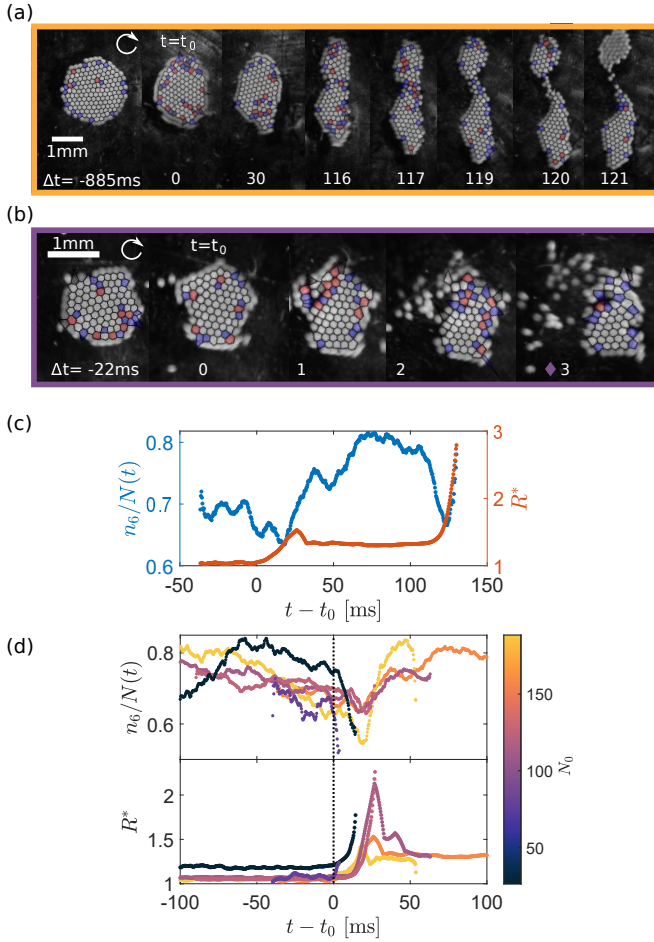 (a)
t=t0
1mm
Δt= -885ms
0
30
116
117
119
120
121
(b)
1mm
t=t0
Δt= -22ms
0
1
2
3
(c)
n6/N(t)
0.8
0.7
0.6
R*
3
2
1
-50
0
50
100
150
t − t0 [ms]
(d)
n6/N(t)
0.8
0.6
R*
2
1.5
1
-100
-50
0
50
100
t − t0 [ms]
150
100
50
N0